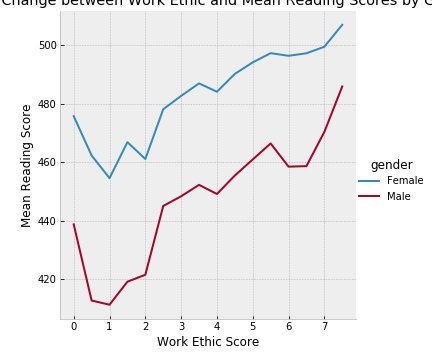 Change between Work Ethic and Mean Reading Scores by
500
480
460
440
420
Mean Reading Score
0 1 2 3 4 5 6 7
Work Ethic Score
gender
Female
Male